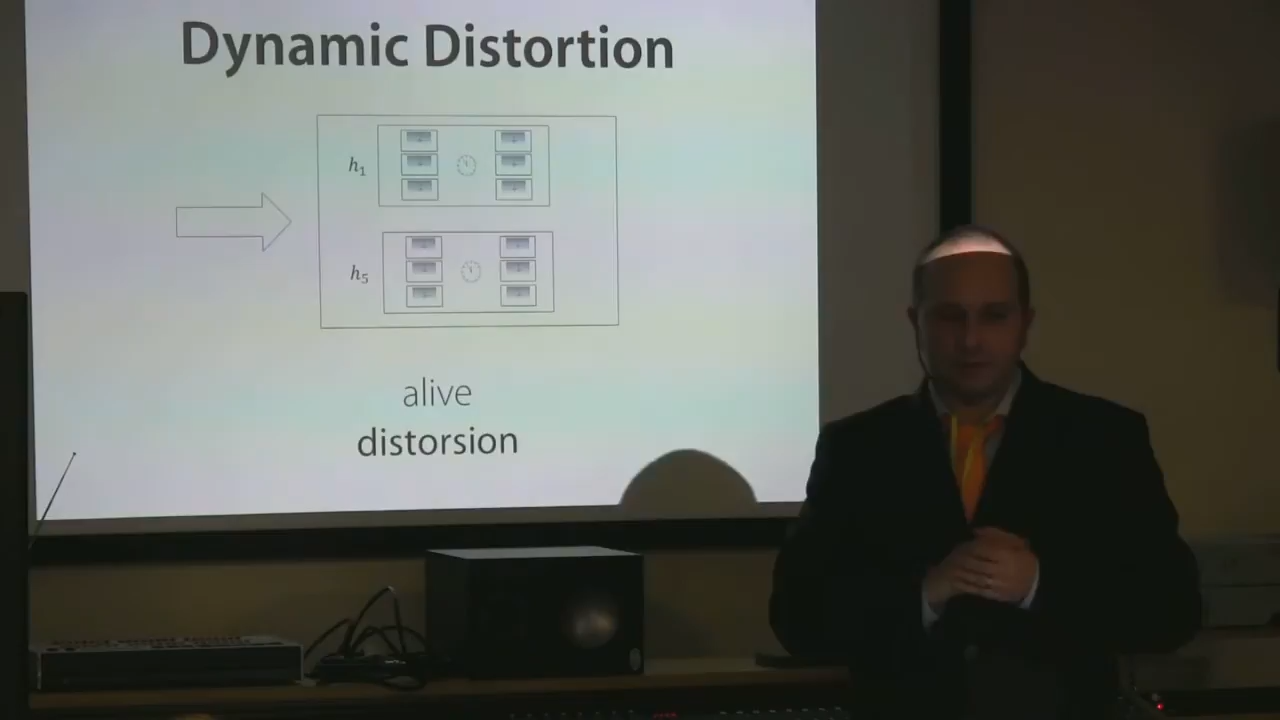 Dynamic Distortion
h₁
h₅
alive
distorsion